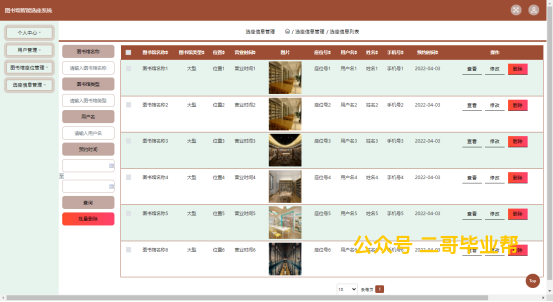 图书馆智能选座系统
个人中心
用户管理
图书馆座位管理
选座信息管理
选座信息管理 / 选座信息管理 / 选座信息列表
图书馆名称
请输入图书馆名称
图书馆类型
请输入图书馆类型
用户名
请输入用户名
预约时间
至
查询
批量删除
图书馆名称 图书馆类型 位置 营业时间 图片 座位号 用户名 姓名 手机号 预约时间 操作
图书馆名称1 大型 位置1 营业时间1 座位号1 用户名1 姓名1 手机号1 2022-04-03 查看 修改 删除
图书馆名称2 大型 位置2 营业时间2 座位号2 用户名2 姓名2 手机号2 2022-04-03 查看 修改 删除
图书馆名称3 大型 位置3 营业时间3 座位号3 用户名3 姓名3 手机号3 2022-04-03 查看 修改 删除
图书馆名称4 大型 位置4 营业时间4 座位号4 用户名4 姓名4 手机号4 2022-04-03 查看 修改 删除
图书馆名称5 大型 位置5 营业时间5 座位号5 用户名5 姓名5 手机号5 2022-04-03 查看 修改 删除
图书馆名称6 大型 位置6 营业时间6 座位号6 用户名6 姓名6 手机号6 2022-04-03 查看 修改 删除
公众号 二哥毕业帮
Top
10 条每页 1